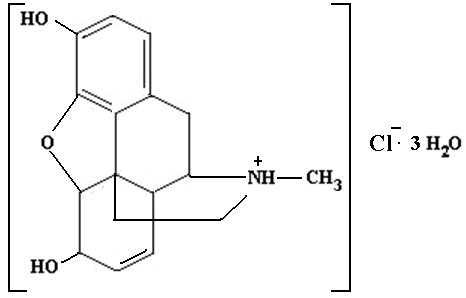 HO
O
+
NH
CH₃
Cl⁻· 3 H₂O
HO